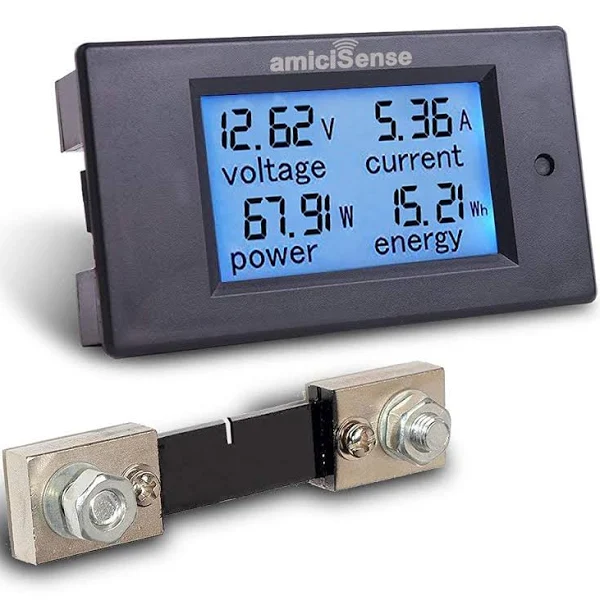 amiciSense
12.62 V 5.36 A
voltage current
67.91 W 15.21 Wh
power energy